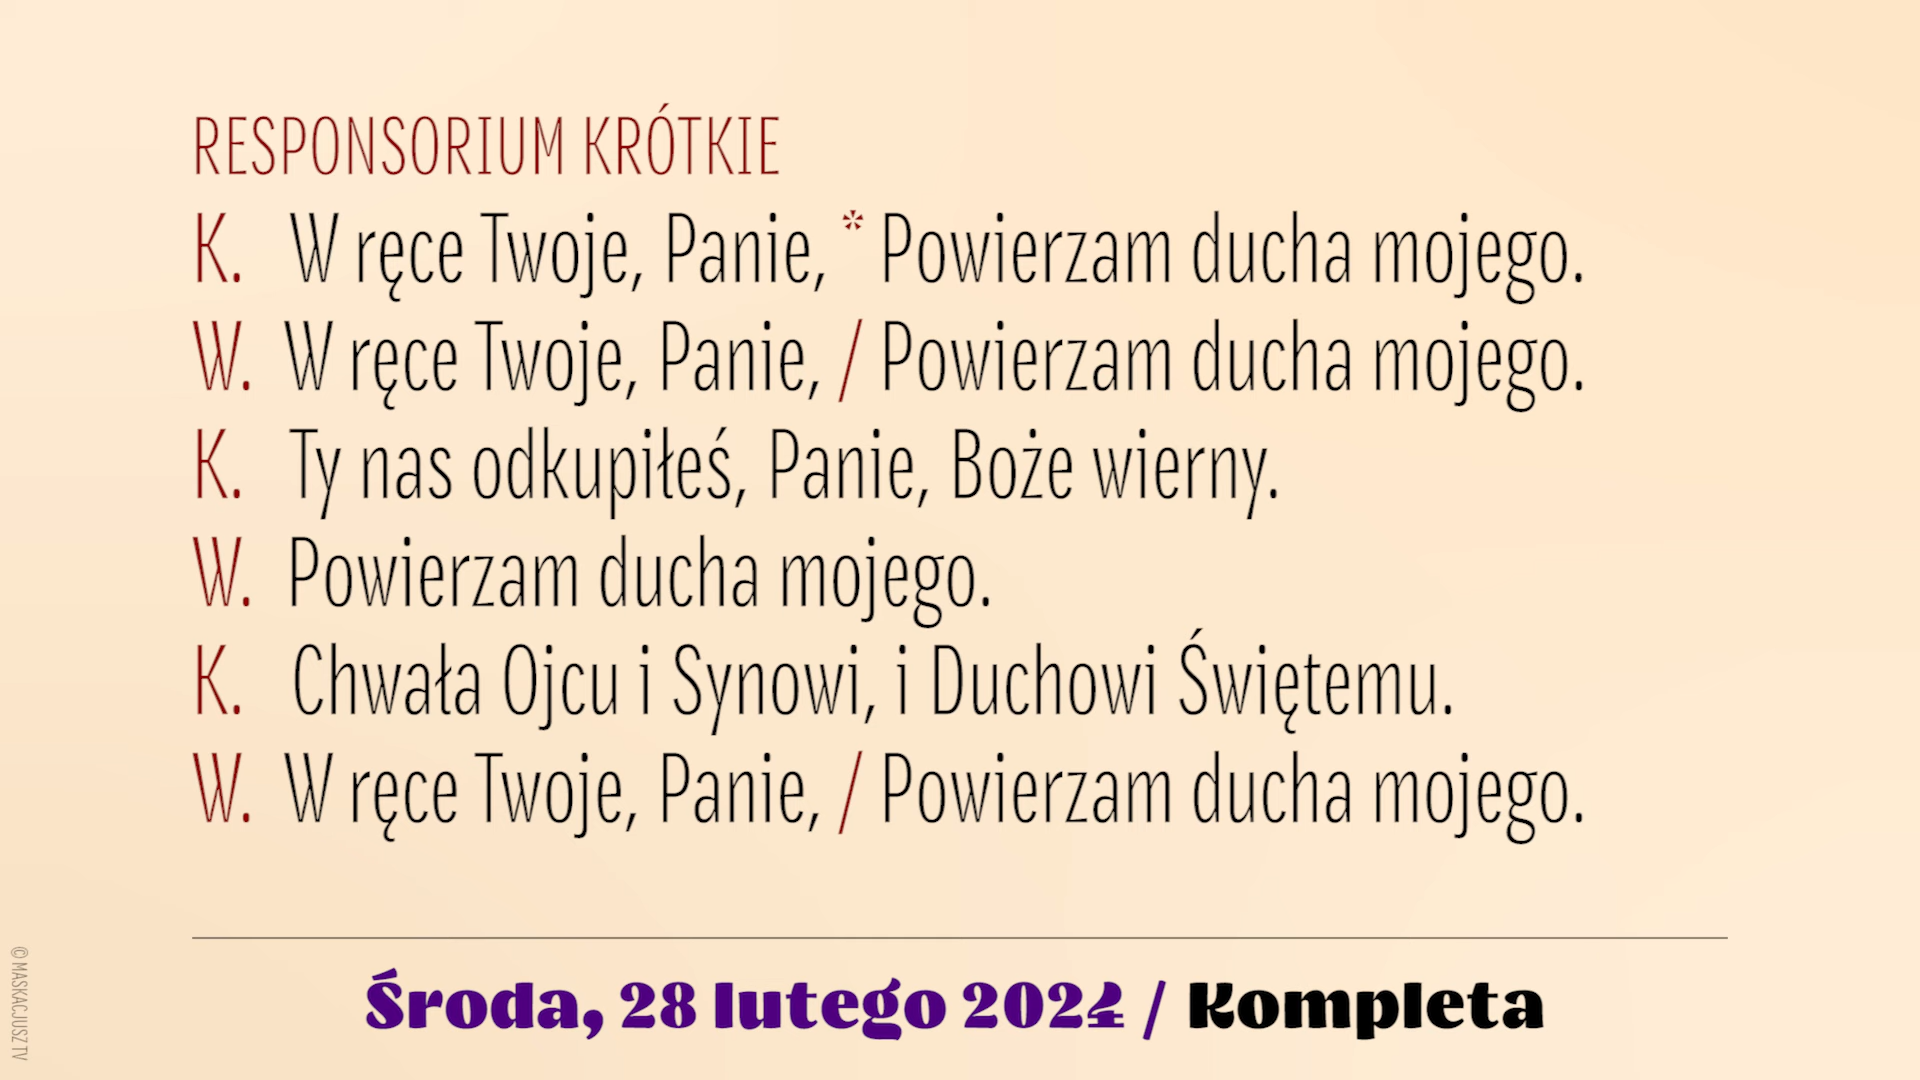 RESPONSORIUM KRÓTKIE
K. W ręce Twoje, Panie, * Powierzam ducha mojego.
W. W ręce Twoje, Panie, / Powierzam ducha mojego.
K. Ty nas odkupiłeś, Panie, Boże wierny.
W. Powierzam ducha mojego.
K. Chwała Ojcu i Synowi, i Duchowi Świętemu.
W. W ręce Twoje, Panie, / Powierzam ducha mojego.
Środa, 28 lutego 2024 / Kompleta
© MASKACJUSZ TV